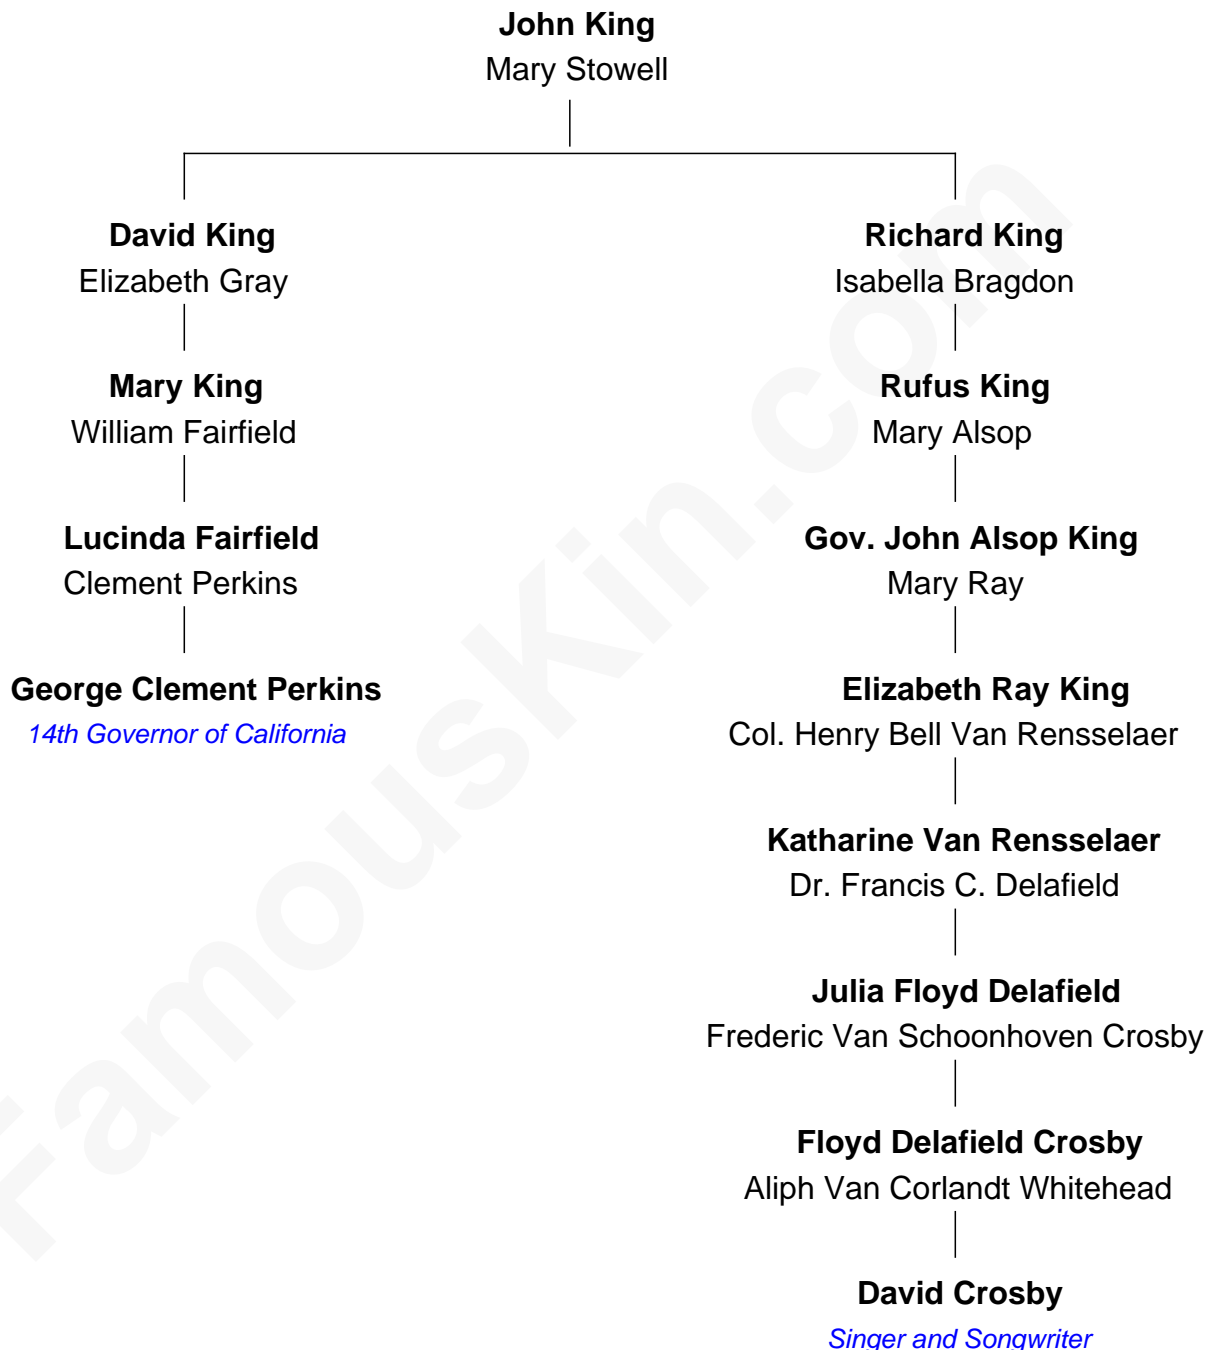 John King
Mary Stowell
David King
Elizabeth Gray
Mary King
William Fairfield
Lucinda Fairfield
Clement Perkins
George Clement Perkins
14th Governor of California
Richard King
Isabella Bragdon
Rufus King
Mary Alsop
Gov. John Alsop King
Mary Ray
Elizabeth Ray King
Col. Henry Bell Van Rensselaer
Katharine Van Rensselaer
Dr. Francis C. Delafield
Julia Floyd Delafield
Frederic Van Schoonhoven Crosby
Floyd Delafield Crosby
Aliph Van Corlandt Whitehead
David Crosby
Singer and Songwriter
FamousKin.com